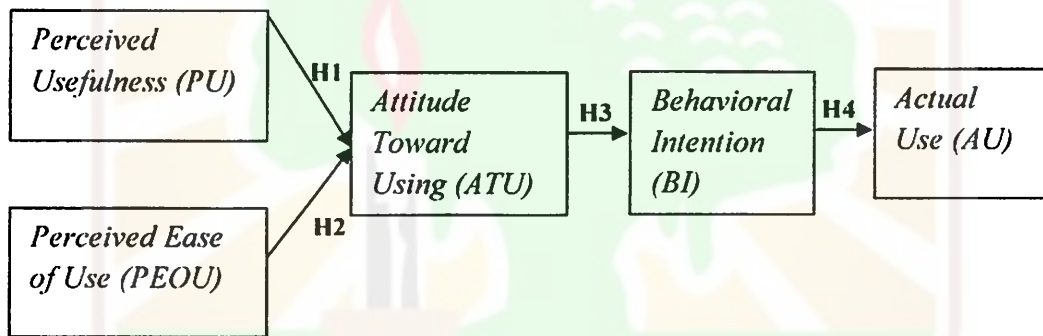 Perceived
Usefulness (PU)
H1
Attitude
Toward
Using (ATU)
H3
Behavioral
Intention
(BI)
H4
Actual
Use (AU)
H2
Perceived Ease
of Use (PEOU)